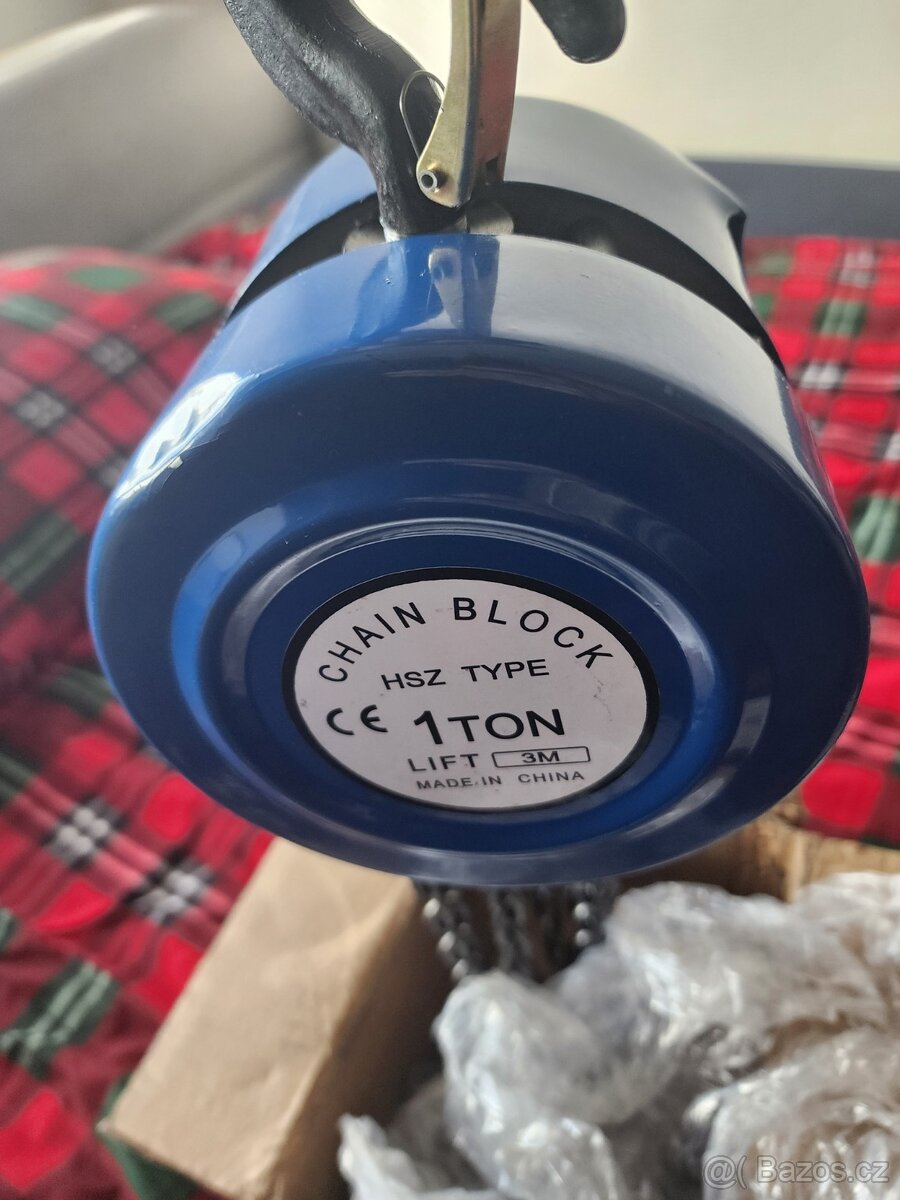 CHAIN BLOCK
HSZ TYPE
CE 1TON
LIFT 3M
MADE IN CHINA
@( Bazos.cz